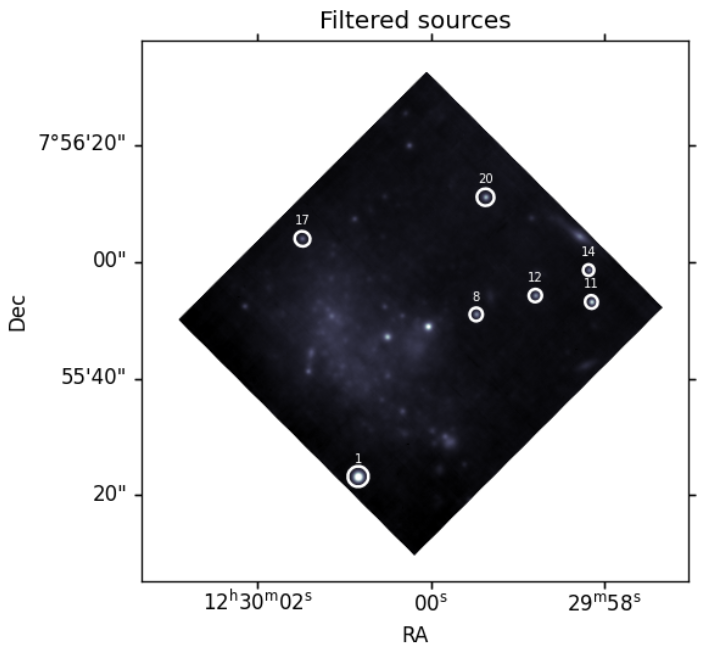 Filtered sources
7°56'20"
20
17
00"
14
11
12
8
Dec
55'40"
1
20"
12ʰ30ᵐ02ˢ 00ˢ 29ᵐ58ˢ
RA